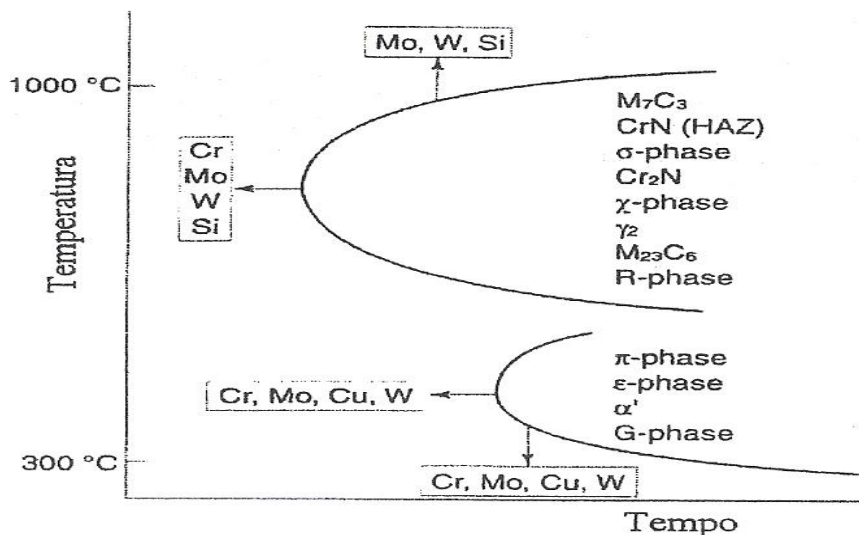 Mo, W, Si
1000 °C
M₇C₃
CrN (HAZ)
σ-phase
Cr₂N
χ-phase
γ₂
M₂₃C₆
R-phase
Cr
Mo
W
Si
Temperatura
π-phase
ε-phase
α'
G-phase
Cr, Mo, Cu, W
300 °C
Cr, Mo, Cu, W
Tempo